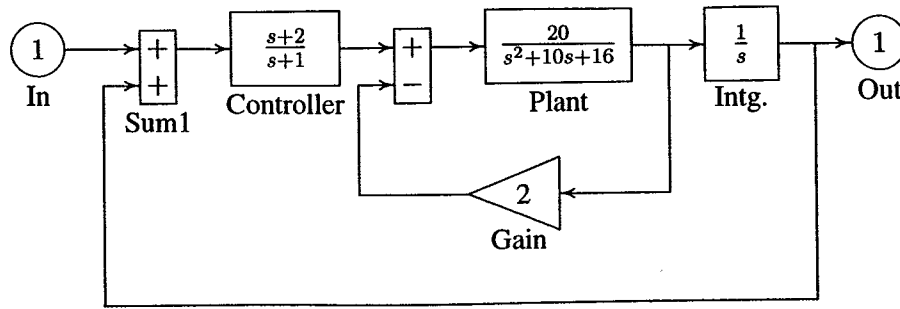 1
In
+
+
Sum1
s+2
s+1
Controller
+
−
20
s²+10s+16
Plant
1
s
Intg.
1
Out
2
Gain